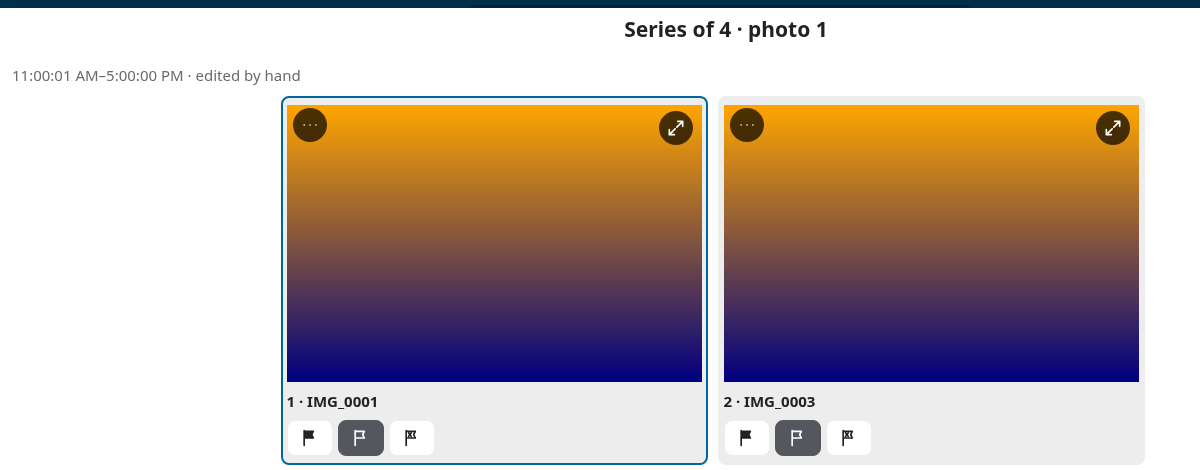 Series of 4 · photo 1
11:00:01 AM–5:00:00 PM · edited by hand
1 · IMG_0001
2 · IMG_0003